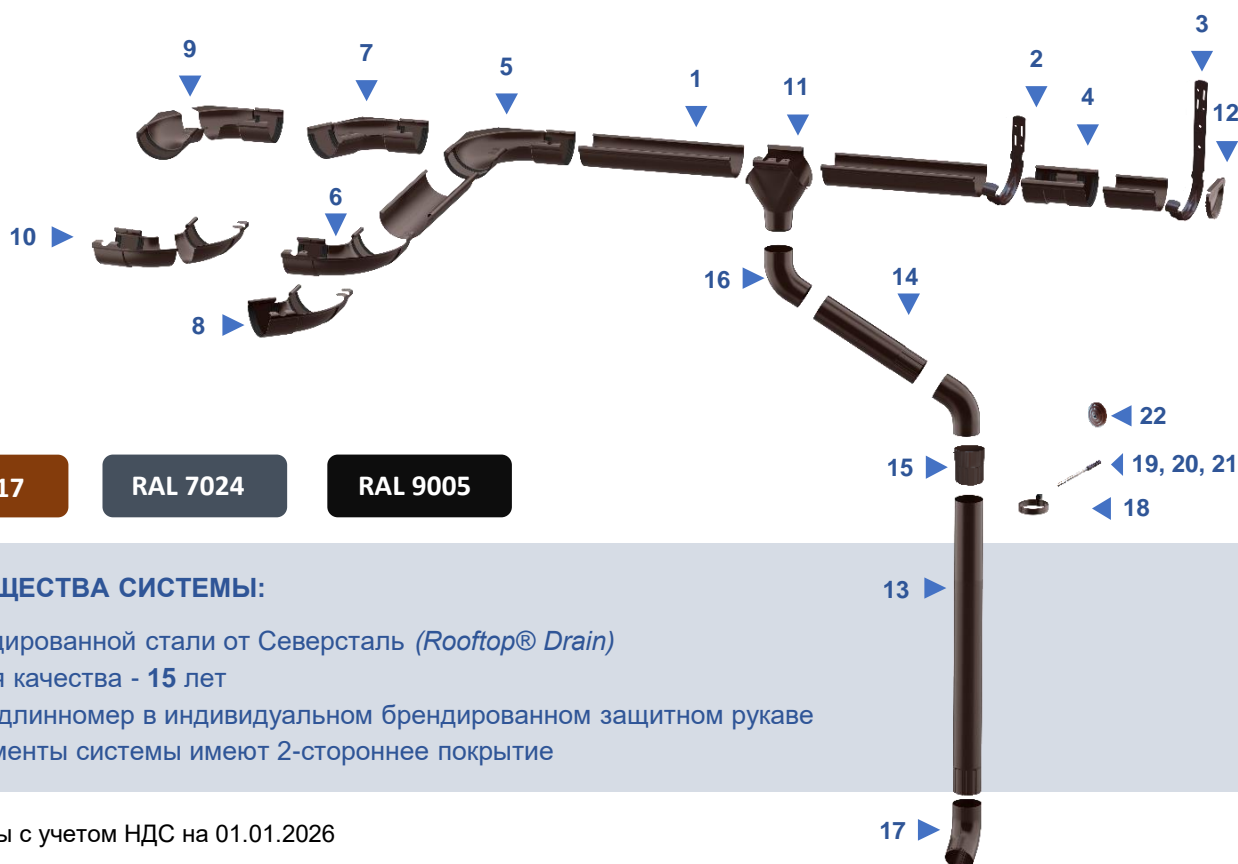 3
9
7
5
1
11
2
4
12
6
10
16
14
8
22
17
RAL 7024
RAL 9005
15
19, 20, 21
18
ЩЕСТВА СИСТЕМЫ:
13
дированной стали от Северсталь (Rooftop® Drain)
я качества - 15 лет
длинномер в индивидуальном брендированном защитном рукаве
менты системы имеют 2-стороннее покрытие
ы с учетом НДС на 01.01.2026
17